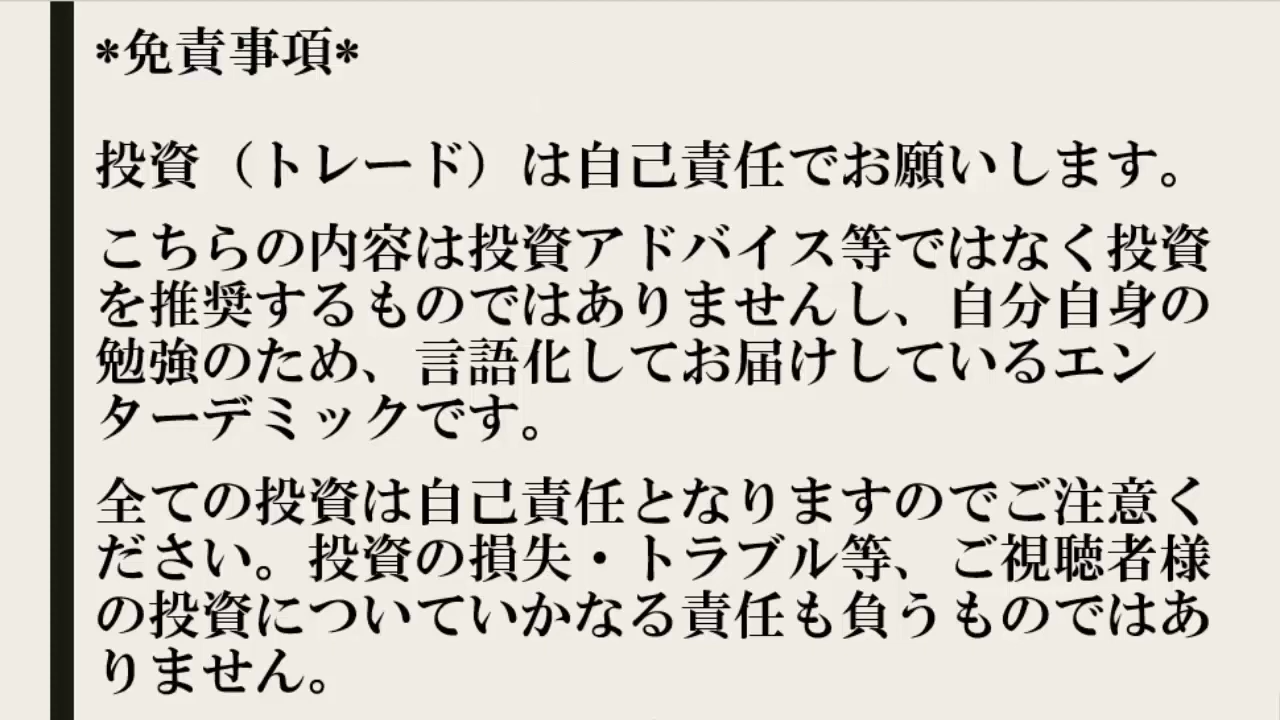 *免責事項*
投資（トレード）は自己責任でお願いします。
こちらの内容は投資アドバイス等ではなく投資
を推奨するものではありませんし、自分自身の
勉強のため、言語化してお届けしているエン
ターデミックです。
全ての投資は自己責任となりますのでご注意く
ださい。投資の損失・トラブル等、ご視聴者様
の投資についていかなる責任も負うものではあ
りません。